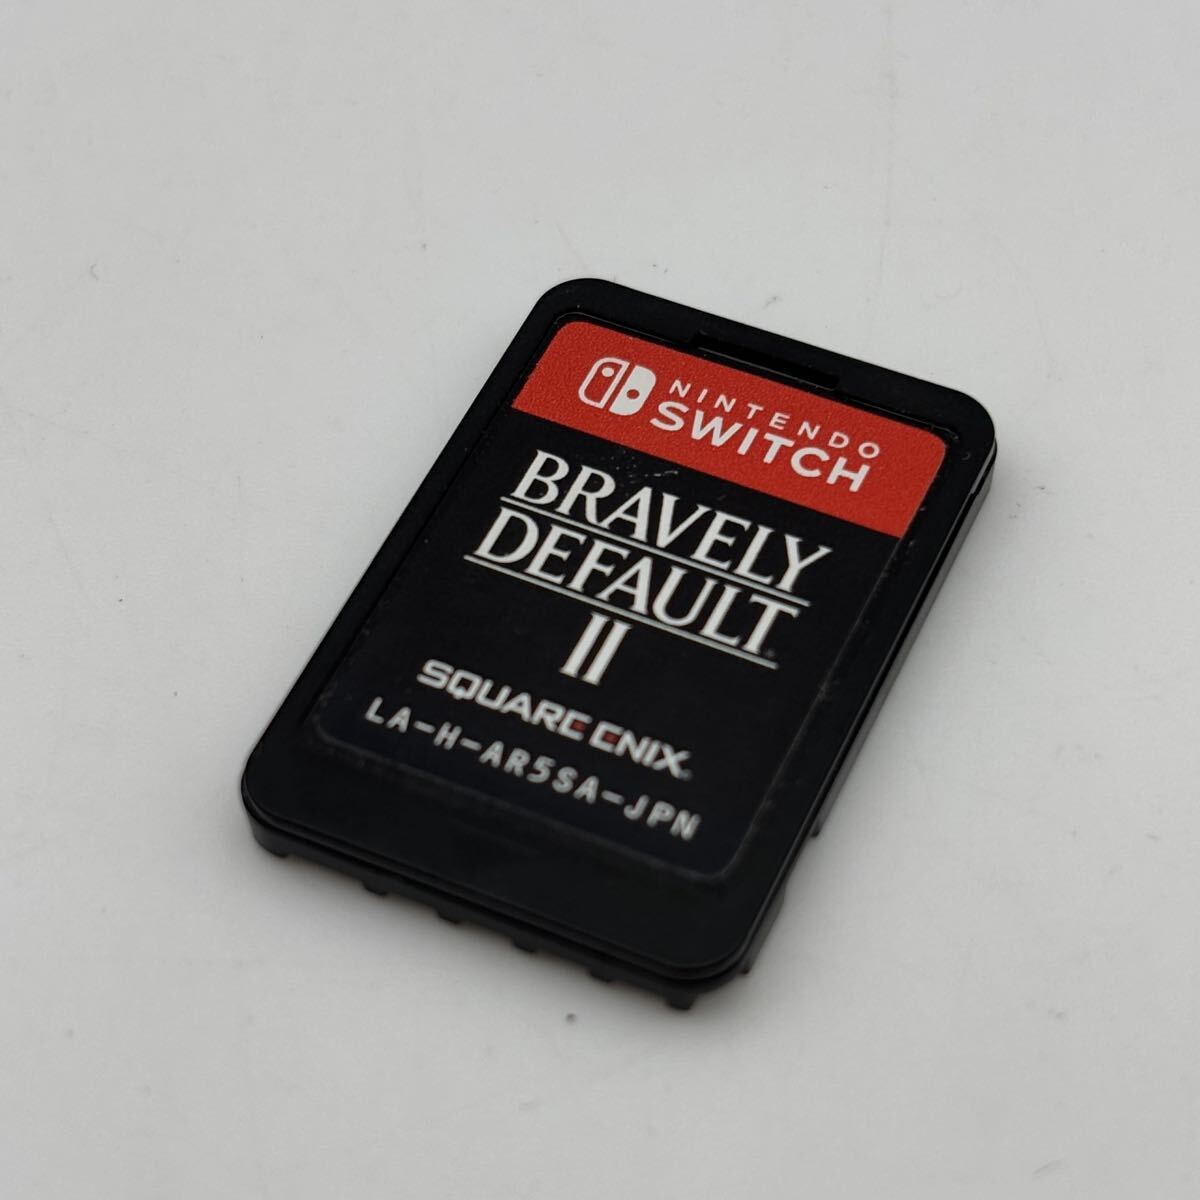 NINTENDO
SWITCH
BRAVELY
DEFAULT
II
SQUARE ENIX
LA-H-AR5SA-JPN